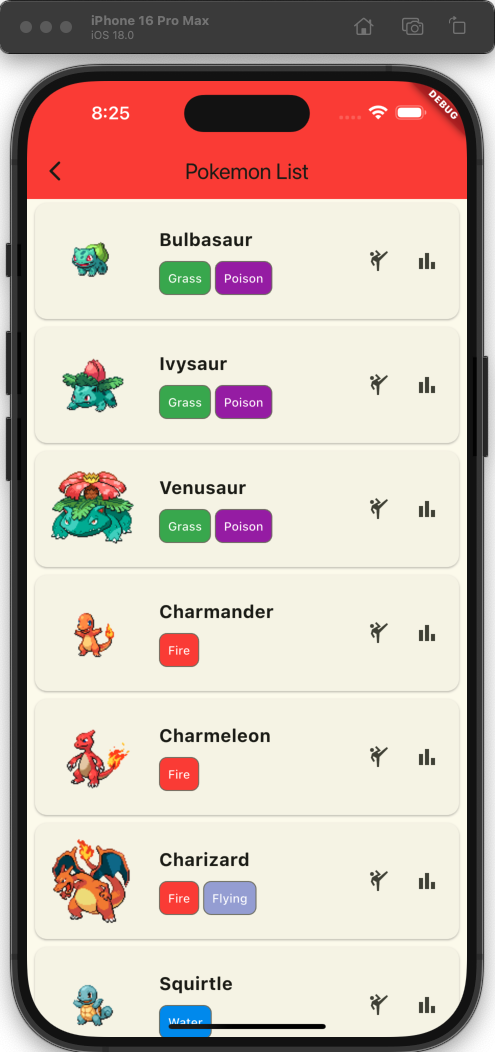 iPhone 16 Pro Max
iOS 18.0
8:25
DEBUG
Pokemon List
Bulbasaur
Grass Poison
Ivysaur
Grass Poison
Venusaur
Grass Poison
Charmander
Fire
Charmeleon
Fire
Charizard
Fire Flying
Squirtle
Water